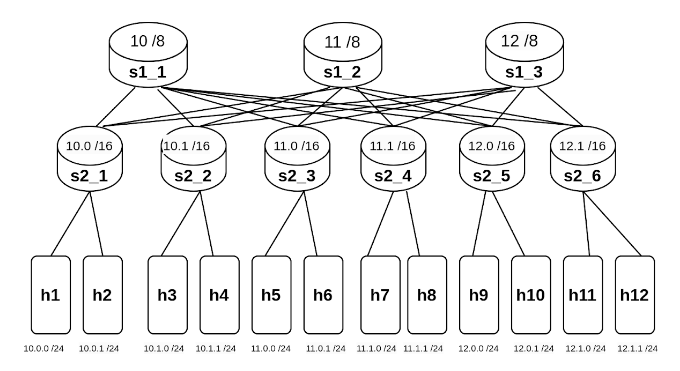 10 /8 11 /8 12 /8
s1_1 s1_2 s1_3
10.0 /16 10.1 /16 11.0 /16 11.1 /16 12.0 /16 12.1 /16
s2_1 s2_2 s2_3 s2_4 s2_5 s2_6
h1 h2 h3 h4 h5 h6 h7 h8 h9 h10 h11 h12
10.0.0 /24 10.0.1 /24 10.1.0 /24 10.1.1 /24 11.0.0 /24 11.0.1 /24 11.1.0 /24 11.1.1 /24 12.0.0 /24 12.0.1 /24 12.1.0 /24 12.1.1 /24